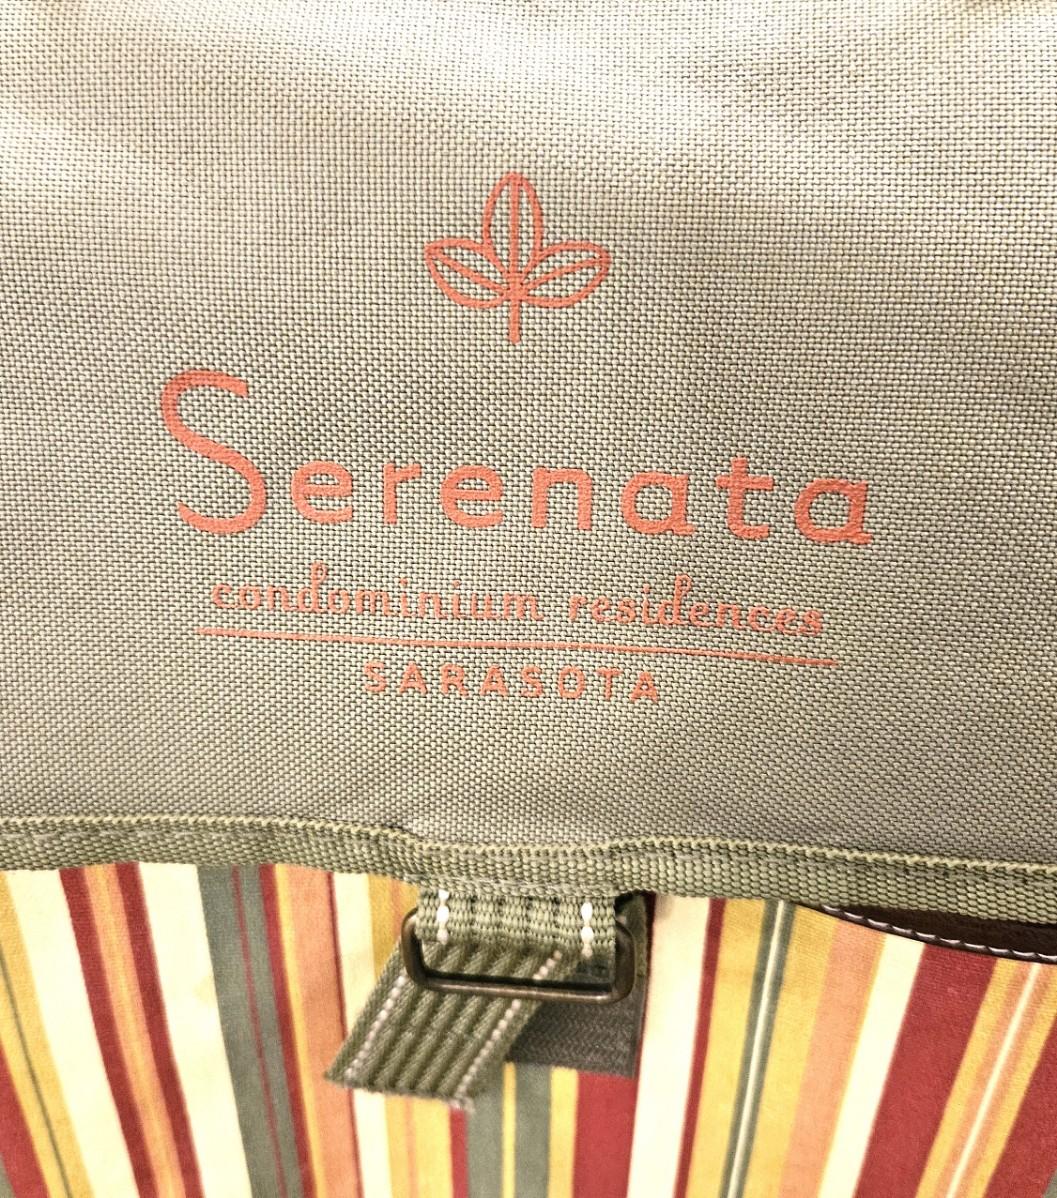 Serenata
condominium residences
SARASOTA